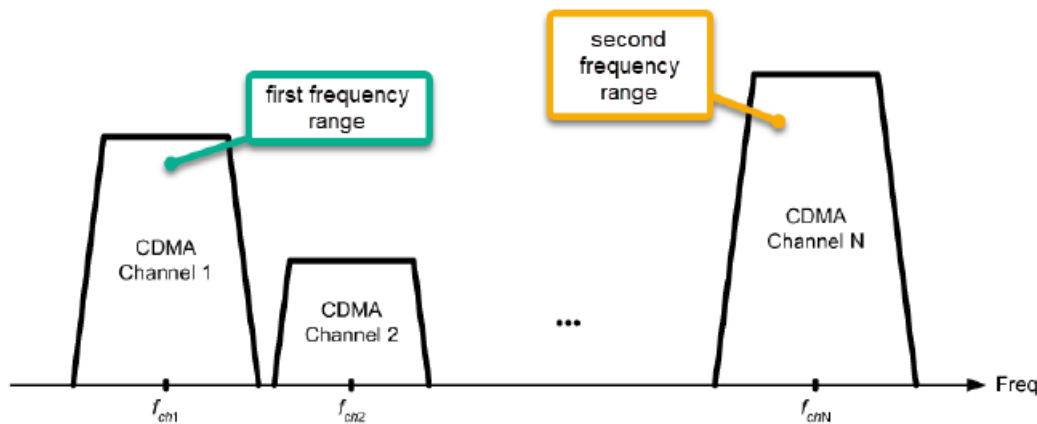 first frequency
range
second
frequency
range
CDMA
Channel 1
CDMA
Channel 2
...
CDMA
Channel N
Freq
fch1
fch2
fchN